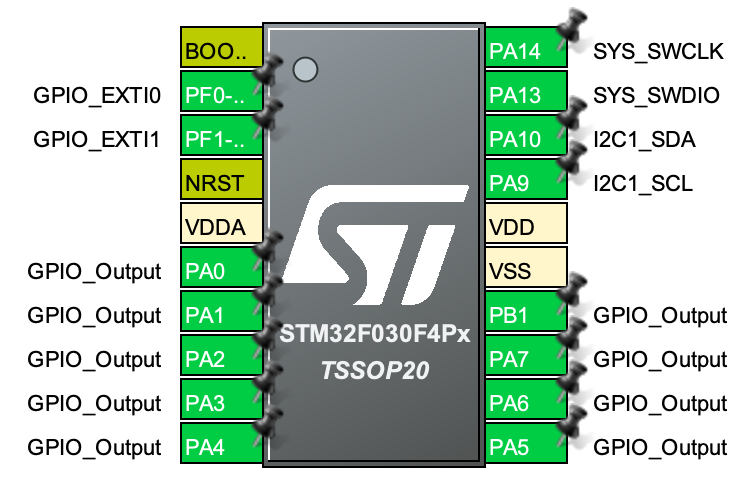 BOO..
GPIO_EXTI0 PF0-..
GPIO_EXTI1 PF1-..
NRST
VDDA
GPIO_Output PA0
GPIO_Output PA1
GPIO_Output PA2
GPIO_Output PA3
GPIO_Output PA4
ST
STM32F030F4Px
TSSOP20
PA14 SYS_SWCLK
PA13 SYS_SWDIO
PA10 I2C1_SDA
PA9 I2C1_SCL
VDD
VSS
PB1 GPIO_Output
PA7 GPIO_Output
PA6 GPIO_Output
PA5 GPIO_Output